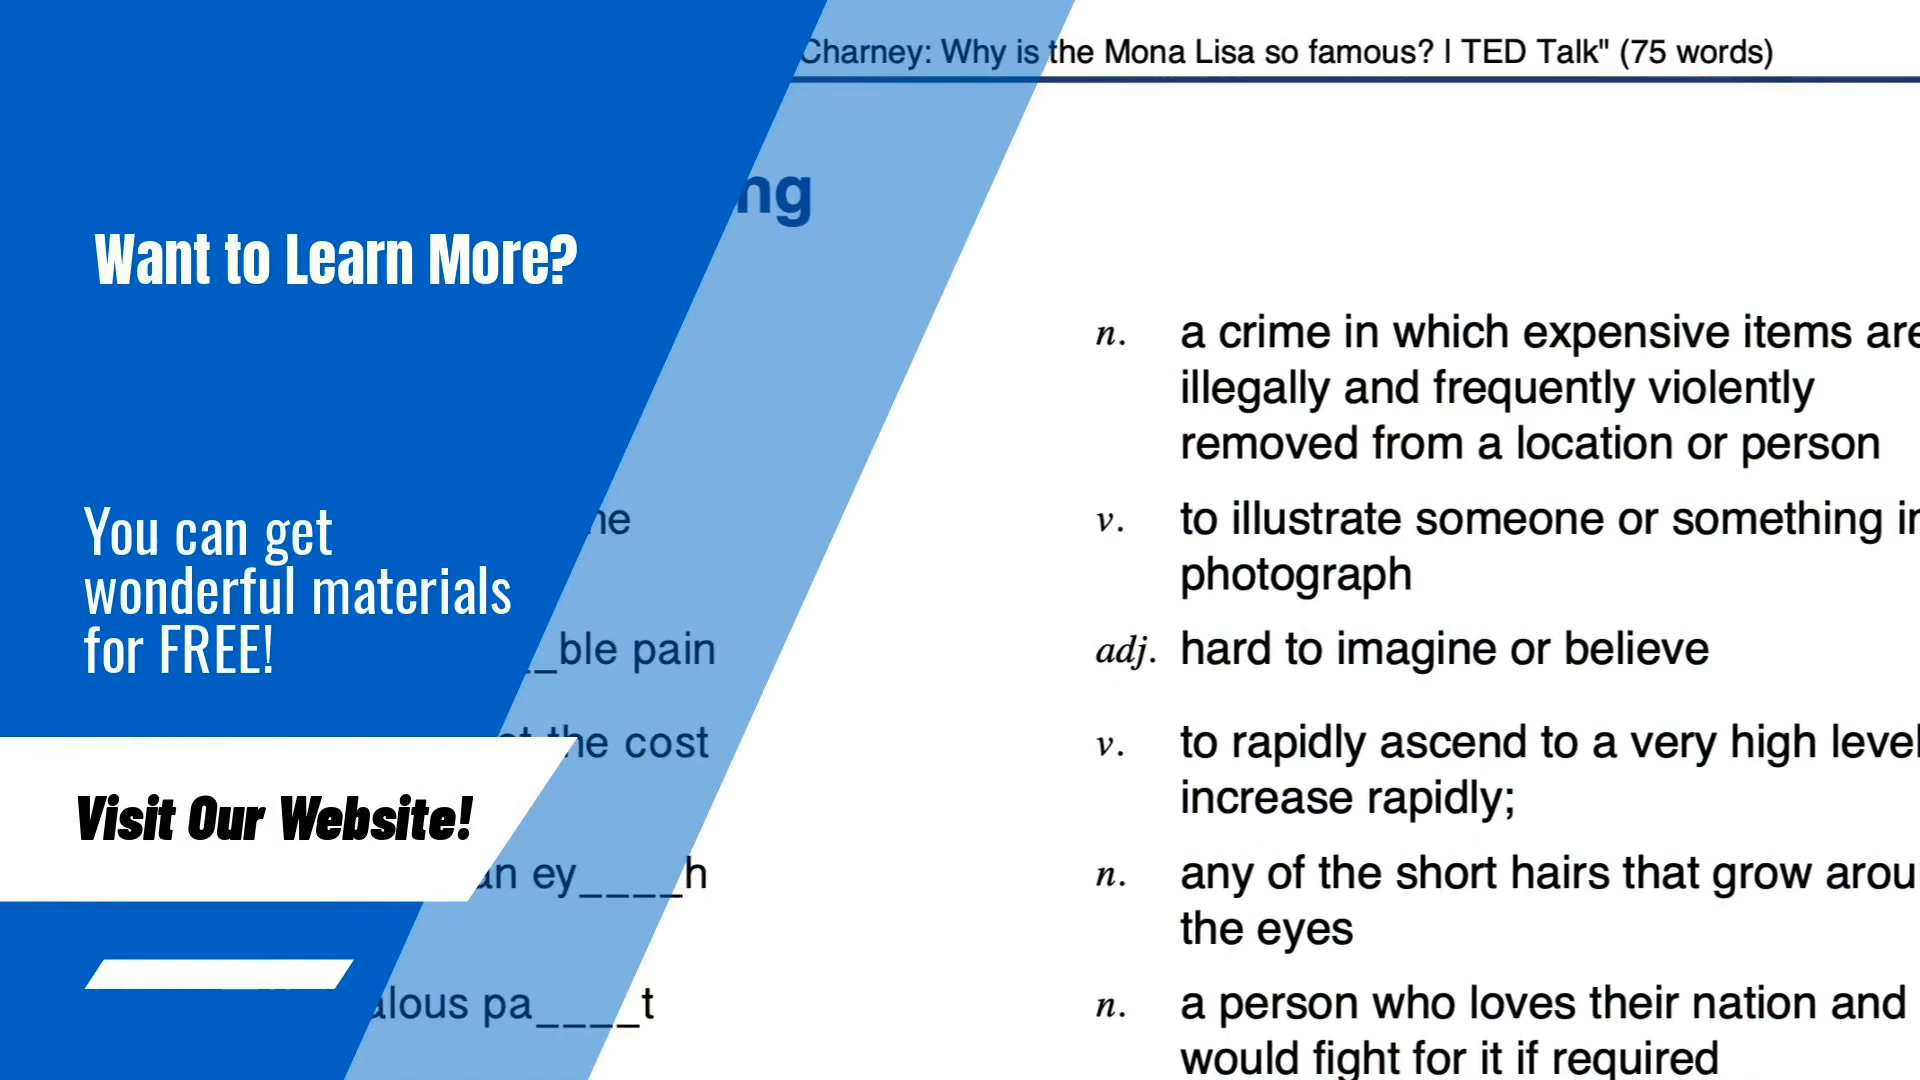 Charney: Why is the Mona Lisa so famous? | TED Talk" (75 words)
ng
Want to Learn More?
You can get
wonderful materials
for FREE!
Visit Our Website!
n. a crime in which expensive items are
illegally and frequently violently
removed from a location or person
ne
v. to illustrate someone or something in
photograph
_ble pain
adj. hard to imagine or believe
the cost
v. to rapidly ascend to a very high level
increase rapidly;
an ey____h
n. any of the short hairs that grow arou
the eyes
alous pa____t
n. a person who loves their nation and
would fight for it if required